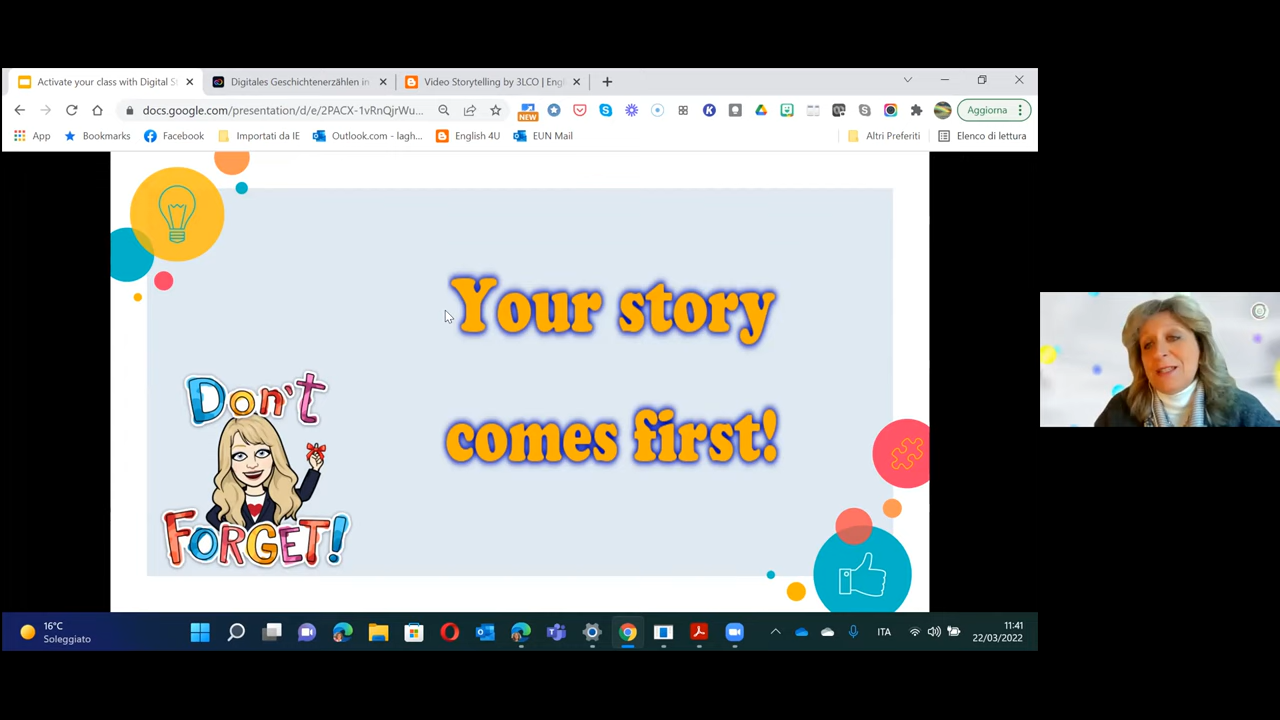 Activate your class with Digital S
Digitales Geschichtenerzählen in
Video Storytelling by 3LCO | Engl
docs.google.com/presentation/d/e/2PACX-1vRnQjrWu...
NEW
Aggiorna
App
Bookmarks
Facebook
Importati da IE
Outlook.com - lagh...
English 4U
EUN Mail
Altri Preferiti
Elenco di lettura
Your story
comes first!
Don't
FORGET!
16°C
Soleggiato
ITA
11:41
22/03/2022